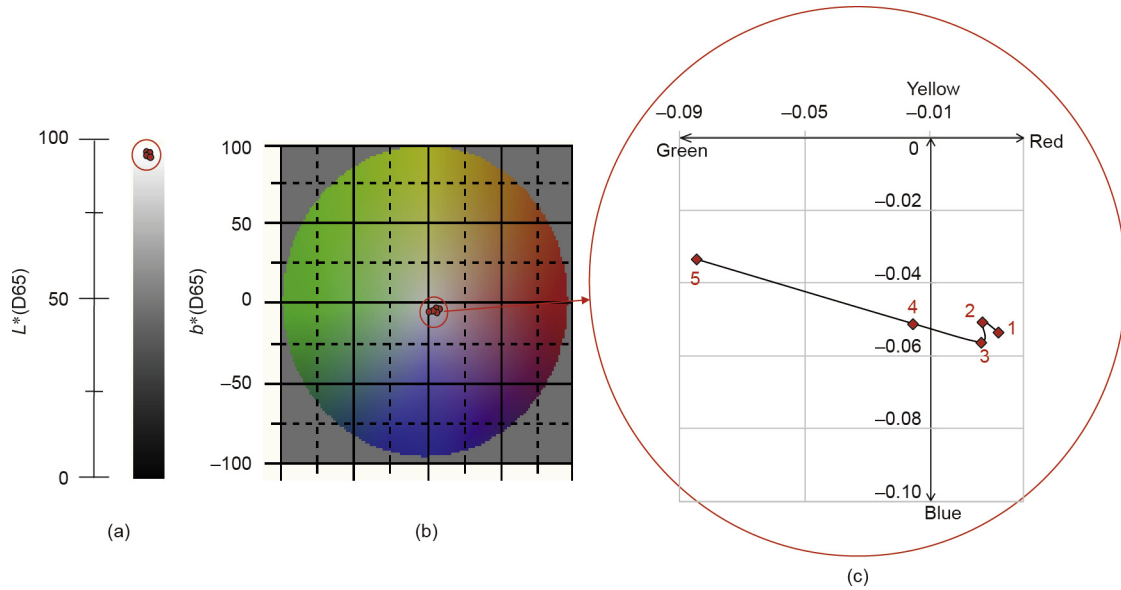 100
50
0
L*(D65)
(a)
100
50
0
–50
–100
b*(D65)
(b)
Yellow
–0.09
–0.05
–0.01
Green
0
Red
–0.02
–0.04
–0.06
–0.08
–0.10
Blue
5
4
2
1
3
(c)